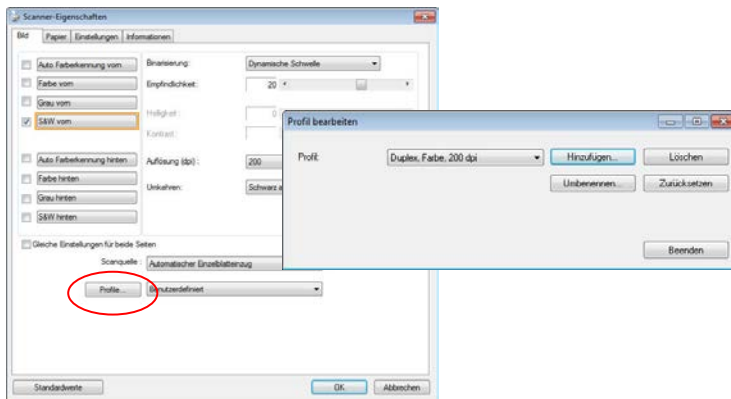 Scanner-Eigenschaften
Bild Papier Einstellungen Informationen
Auto Farberkennung vorn
Farbe vorn
Grau vorn
S&W vorn
Auto Farberkennung hinten
Farbe hinten
Grau hinten
S&W hinten
Binarisierung: Dynamische Schwelle
Empfindlichkeit: 20
Helligkeit: 0
Kontrast:
Auflösung (dpi) : 200
Umkehren: Schwarz a
Gleiche Einstellungen für beide Seiten
Scanquelle : Automatischer Einzelblatteinzug
Profile... Benutzerdefiniert
Standardwerte OK Abbrechen
Profil bearbeiten
Profil: Duplex, Farbe, 200 dpi Hinzufügen... Löschen
Umbenennen... Zurücksetzen
Beenden